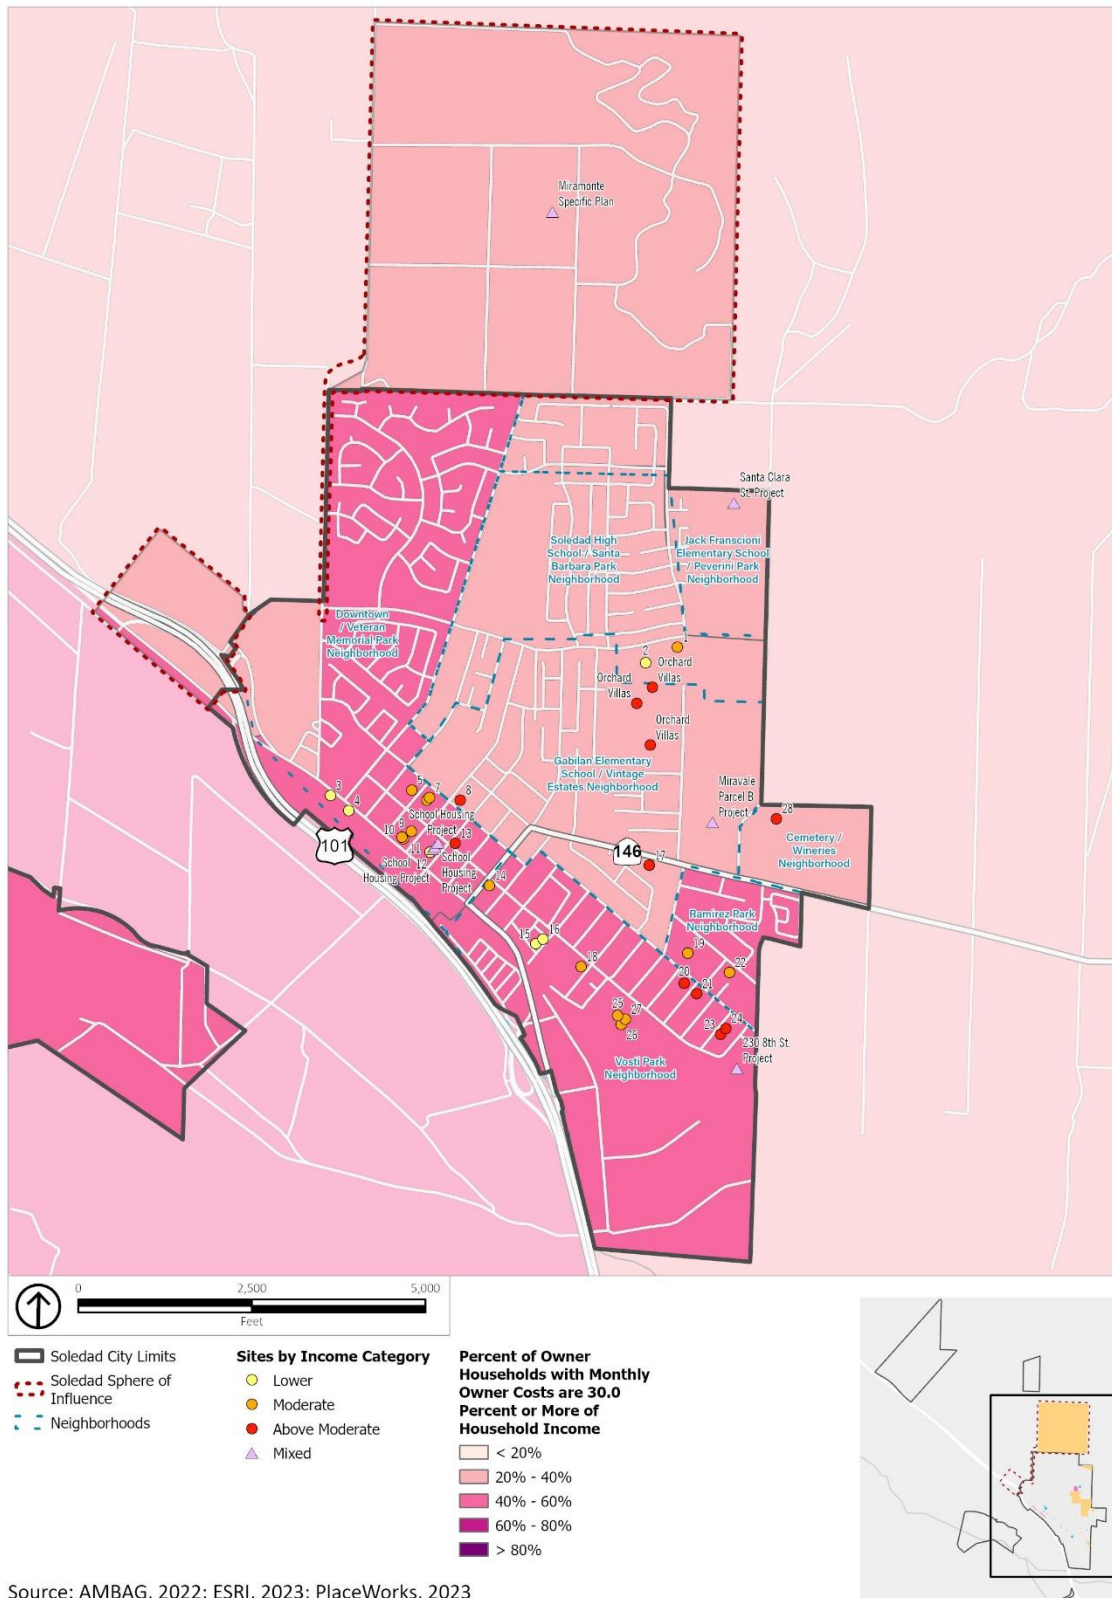 Miramonte
Specific Plan
Santa Clara
St. Project
Soledad High
School / Santa
Barbara Park
Neighborhood
Jack Franscioni
Elementary School
/ Peverini Park
Neighborhood
Downtown
/ Veteran
Memorial Park
Neighborhood
1
2
Orchard
Villas
Orchard
Villas
Orchard
Villas
Gabilan Elementary
School / Vintage
Estates Neighborhood
Miravale
Parcel B
Project
28
Cemetery /
Wineries
Neighborhood
3
4
5
7
8
School Housing
Project
9
10
11
12
13
101
School
Housing Project
School
Housing
Project
146
17
14
15
16
18
Ramirez Park
Neighborhood
19
20
21
22
23
24
25
26
27
230 8th St.
Project
Vosti Park
Neighborhood
0 2,500 5,000
Feet
Soledad City Limits
Soledad Sphere of
Influence
Neighborhoods
Sites by Income Category
Lower
Moderate
Above Moderate
Mixed
Percent of Owner
Households with Monthly
Owner Costs are 30.0
Percent or More of
Household Income
< 20%
20% - 40%
40% - 60%
60% - 80%
> 80%
Source: AMBAG, 2022; ESRI, 2023; PlaceWorks, 2023